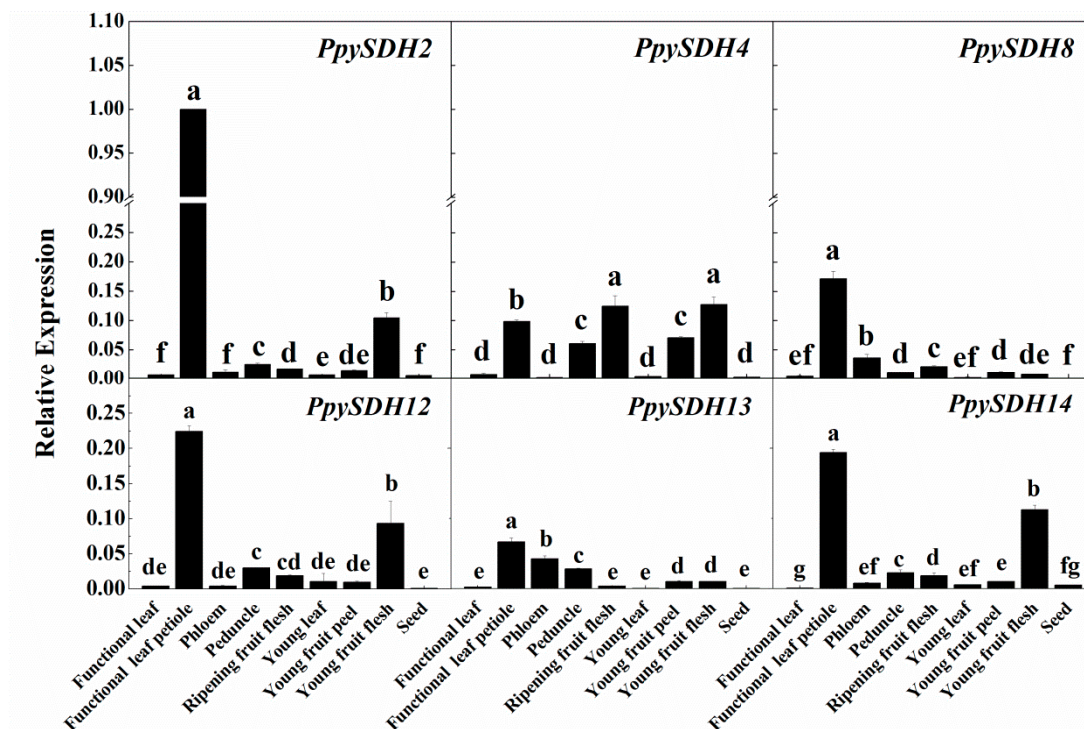 PpySDH2
PpySDH4
PpySDH8
1.10
1.05
1.00
0.95
0.90
0.25
0.20
0.15
0.10
0.05
0.00
f a f c d e de b f
d b d c a d c a d
ef a b d c ef d de f
PpySDH12
PpySDH13
PpySDH14
0.25
0.20
0.15
0.10
0.05
0.00
de a de c cd de de b e
e a b c e e d d e
g a ef c d ef e b fg
Relative Expression
Functional leaf
Functional leaf petiole
Phloem
Peduncle
Ripening fruit flesh
Young leaf
Young fruit peel
Young fruit flesh
Seed
Functional leaf
Functional leaf petiole
Phloem
Peduncle
Ripening fruit flesh
Young leaf
Young fruit peel
Young fruit flesh
Seed
Functional leaf
Functional leaf petiole
Phloem
Peduncle
Ripening fruit flesh
Young leaf
Young fruit peel
Young fruit flesh
Seed